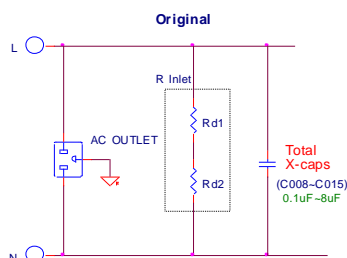 Original
L
R Inlet
Rd1
AC OUTLET
Total
X-caps
Rd2
(C008~C015)
0.1uF~8uF
N